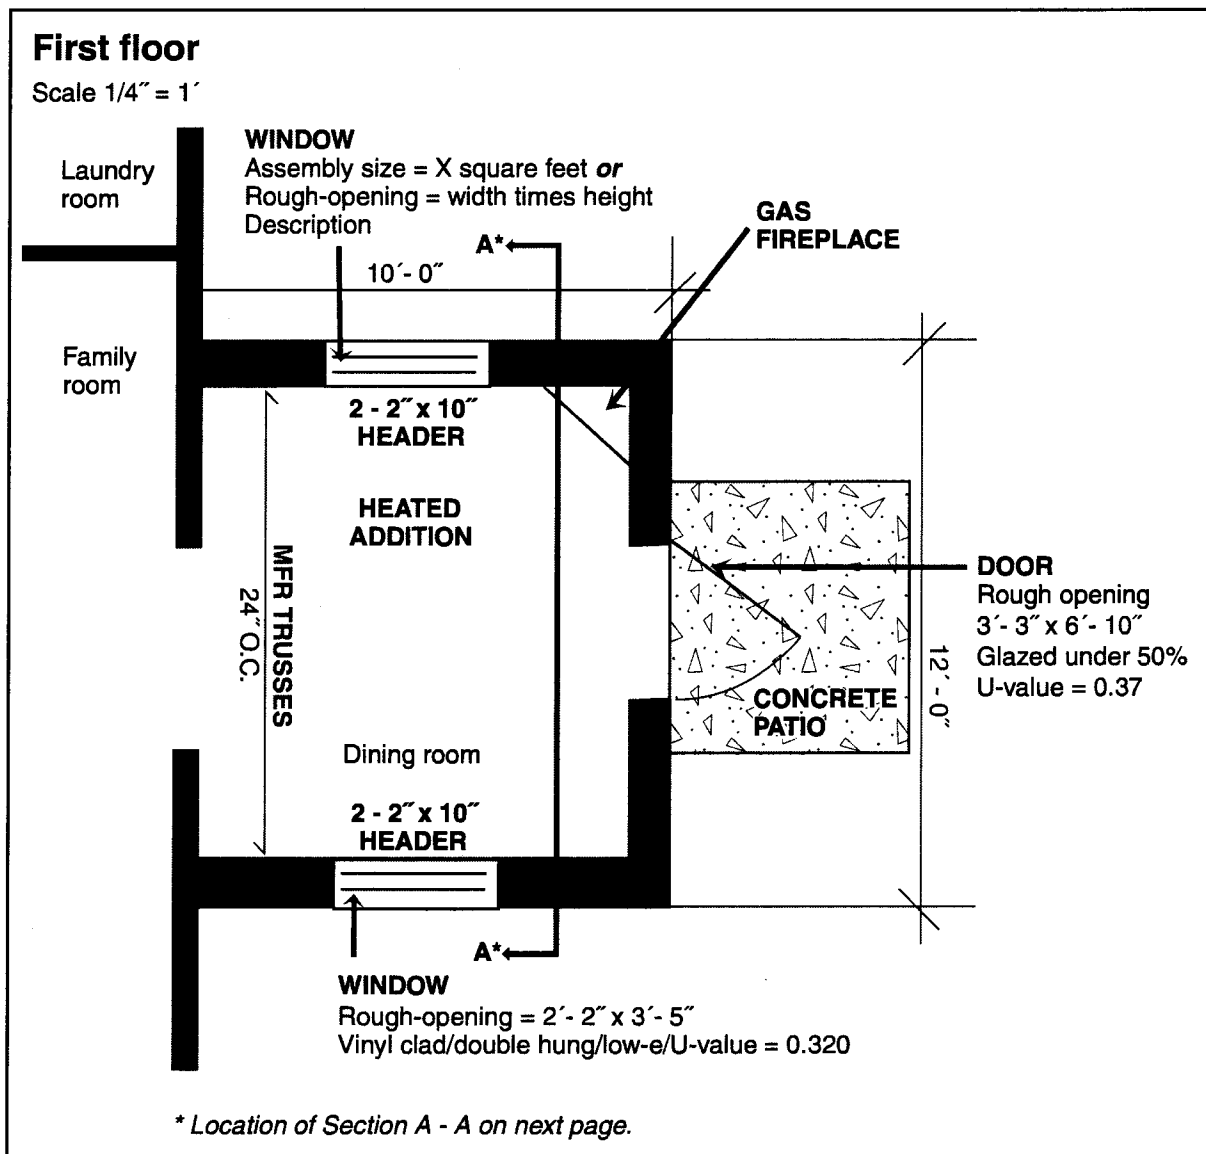 First floor
Scale 1/4˝ = 1´
Laundry
room
WINDOW
Assembly size = X square feet or
Rough-opening = width times height
Description
A*
GAS
FIREPLACE
10´- 0˝
Family
room
2 - 2˝ x 10˝
HEADER
HEATED
ADDITION
MFR TRUSSES
24˝ O.C.
DOOR
Rough opening
3´- 3˝ x 6´- 10˝
Glazed under 50%
U-value = 0.37
12´ - 0˝
CONCRETE
PATIO
Dining room
2 - 2˝ x 10˝
HEADER
A*
WINDOW
Rough-opening = 2´- 2˝ x 3´- 5˝
Vinyl clad/double hung/low-e/U-value = 0.320
* Location of Section A - A on next page.